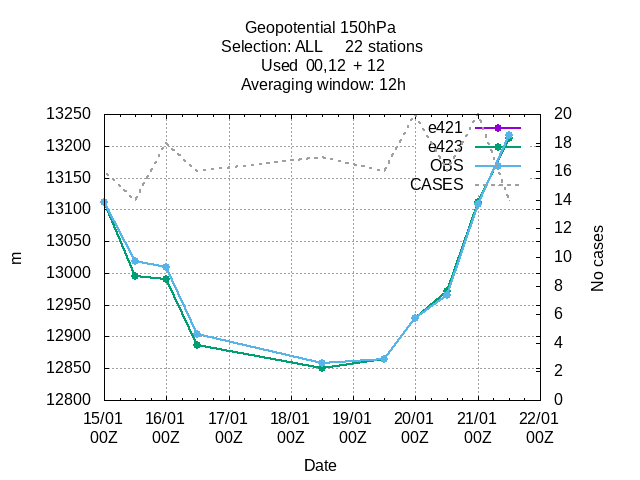 Geopotential 150hPa
Selection: ALL 22 stations
Used 00,12 + 12
Averaging window: 12h
13250
13200
13150
13100
13050
13000
12950
12900
12850
12800
m
20
18
16
14
12
10
8
6
4
2
0
No cases
e421
e423
OBS
CASES
15/01 16/01 17/01 18/01 19/01 20/01 21/01 22/01
00Z 00Z 00Z 00Z 00Z 00Z 00Z 00Z
Date